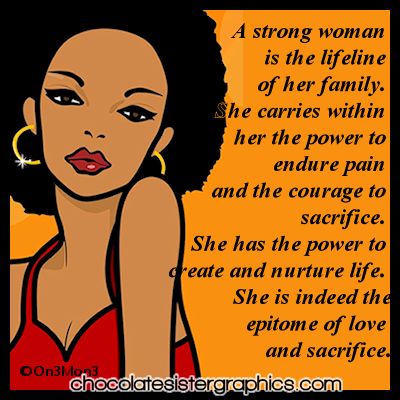 A strong woman
is the lifeline
of her family.
She carries within
her the power to
endure pain
and the courage to
sacrifice.
She has the power to
create and nurture life.
She is indeed the
epitome of love
and sacrifice.
©On3Mon3
chocolatesistergraphics.com